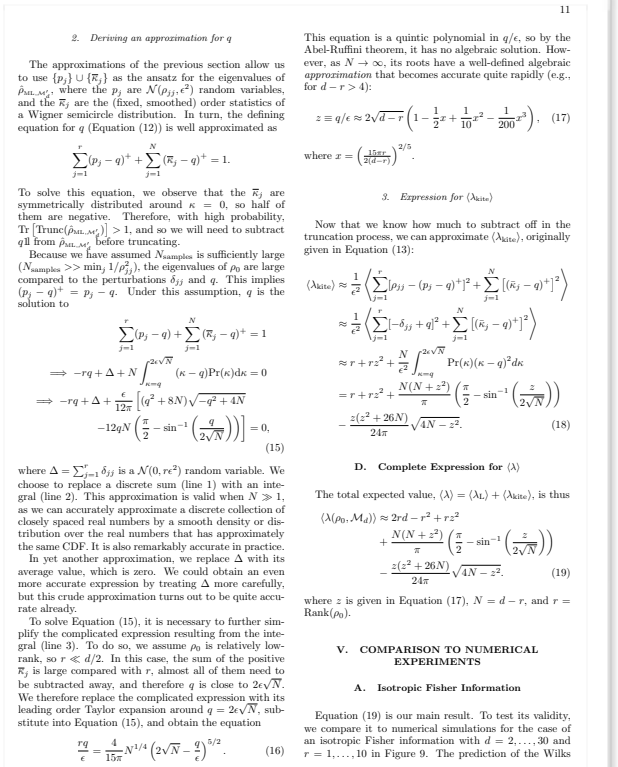 11
2. Deriving an approximation for q
The approximations of the previous section allow us
to use {p_j} ∪ {κ̄_j} as the ansatz for the eigenvalues of
ρ̂_{ML,M'_d}, where the p_j are N(ρ_jj, ϵ²) random variables,
and the κ̄_j are the (fixed, smoothed) order statistics of
a Wigner semicircle distribution. In turn, the defining
equation for q (Equation (12)) is well approximated as
∑_{j=1}^{r} (p_j − q)⁺ + ∑_{j=1}^{N} (κ̄_j − q)⁺ = 1.
To solve this equation, we observe that the κ̄_j are
symmetrically distributed around κ = 0, so half of
them are negative. Therefore, with high probability,
Tr [Trunc(ρ̂_{ML,M'_d})] > 1, and so we will need to subtract
q𝟙 from ρ̂_{ML,M'_d} before truncating.
Because we have assumed N_samples is sufficiently large
(N_samples >> min_j 1/ρ²_jj), the eigenvalues of ρ₀ are large
compared to the perturbations δ_jj and q. This implies
(p_j − q)⁺ = p_j − q. Under this assumption, q is the
solution to
∑_{j=1}^{r} (p_j − q) + ∑_{j=1}^{N} (κ̄_j − q)⁺ = 1
⟹ −rq + Δ + N ∫_{κ=q}^{2ϵ√N} (κ − q)Pr(κ)dκ = 0
⟹ −rq + Δ + ϵ/12π [(q² + 8N)√(−q² + 4N)
−12qN (π/2 − sin⁻¹(q/(2√N)))] = 0,
(15)
where Δ = ∑_{j=1}^{r} δ_jj is a N(0, rϵ²) random variable. We
choose to replace a discrete sum (line 1) with an inte-
gral (line 2). This approximation is valid when N ≫ 1,
as we can accurately approximate a discrete collection of
closely spaced real numbers by a smooth density or dis-
tribution over the real numbers that has approximately
the same CDF. It is also remarkably accurate in practice.
In yet another approximation, we replace Δ with its
average value, which is zero. We could obtain an even
more accurate expression by treating Δ more carefully,
but this crude approximation turns out to be quite accu-
rate already.
To solve Equation (15), it is necessary to further sim-
plify the complicated expression resulting from the inte-
gral (line 3). To do so, we assume ρ₀ is relatively low-
rank, so r ≪ d/2. In this case, the sum of the positive
κ̄_j is large compared with r, almost all of them need to
be subtracted away, and therefore q is close to 2ϵ√N.
We therefore replace the complicated expression with its
leading order Taylor expansion around q = 2ϵ√N, sub-
stitute into Equation (15), and obtain the equation
rq/ϵ = 4/15π N^{1/4} (2√N − q/ϵ)^{5/2}. (16)
This equation is a quintic polynomial in q/ϵ, so by the
Abel-Ruffini theorem, it has no algebraic solution. How-
ever, as N → ∞, its roots have a well-defined algebraic
approximation that becomes accurate quite rapidly (e.g.,
for d − r > 4):
z ≡ q/ϵ ≈ 2√(d − r) (1 − 1/2 x + 1/10 x² − 1/200 x³), (17)
where x = (15πr/2(d−r))^{2/5}.
3. Expression for ⟨λ_kite⟩
Now that we know how much to subtract off in the
truncation process, we can approximate ⟨λ_kite⟩, originally
given in Equation (13):
⟨λ_kite⟩ ≈ 1/ϵ² ⟨∑_{j=1}^{r} [ρ_jj − (p_j − q)⁺]² + ∑_{j=1}^{N} [(κ̄_j − q)⁺]²⟩
≈ 1/ϵ² ⟨∑_{j=1}^{r} [−δ_jj + q]² + ∑_{j=1}^{N} [(κ̄_j − q)⁺]²⟩
≈ r + rz² + N/ϵ² ∫_{κ=q}^{2ϵ√N} Pr(κ)(κ − q)²dκ
= r + rz² + N(N + z²)/π (π/2 − sin⁻¹(z/(2√N)))
− z(z² + 26N)/24π √(4N − z²). (18)
D. Complete Expression for ⟨λ⟩
The total expected value, ⟨λ⟩ = ⟨λ_L⟩ + ⟨λ_kite⟩, is thus
⟨λ(ρ₀, M_d)⟩ ≈ 2rd − r² + rz²
+ N(N + z²)/π (π/2 − sin⁻¹(z/(2√N)))
− z(z² + 26N)/24π √(4N − z²). (19)
where z is given in Equation (17), N = d − r, and r =
Rank(ρ₀).
V. COMPARISON TO NUMERICAL
EXPERIMENTS
A. Isotropic Fisher Information
Equation (19) is our main result. To test its validity,
we compare it to numerical simulations for the case of
an isotropic Fisher information with d = 2, . . . , 30 and
r = 1, . . . , 10 in Figure 9. The prediction of the Wilks